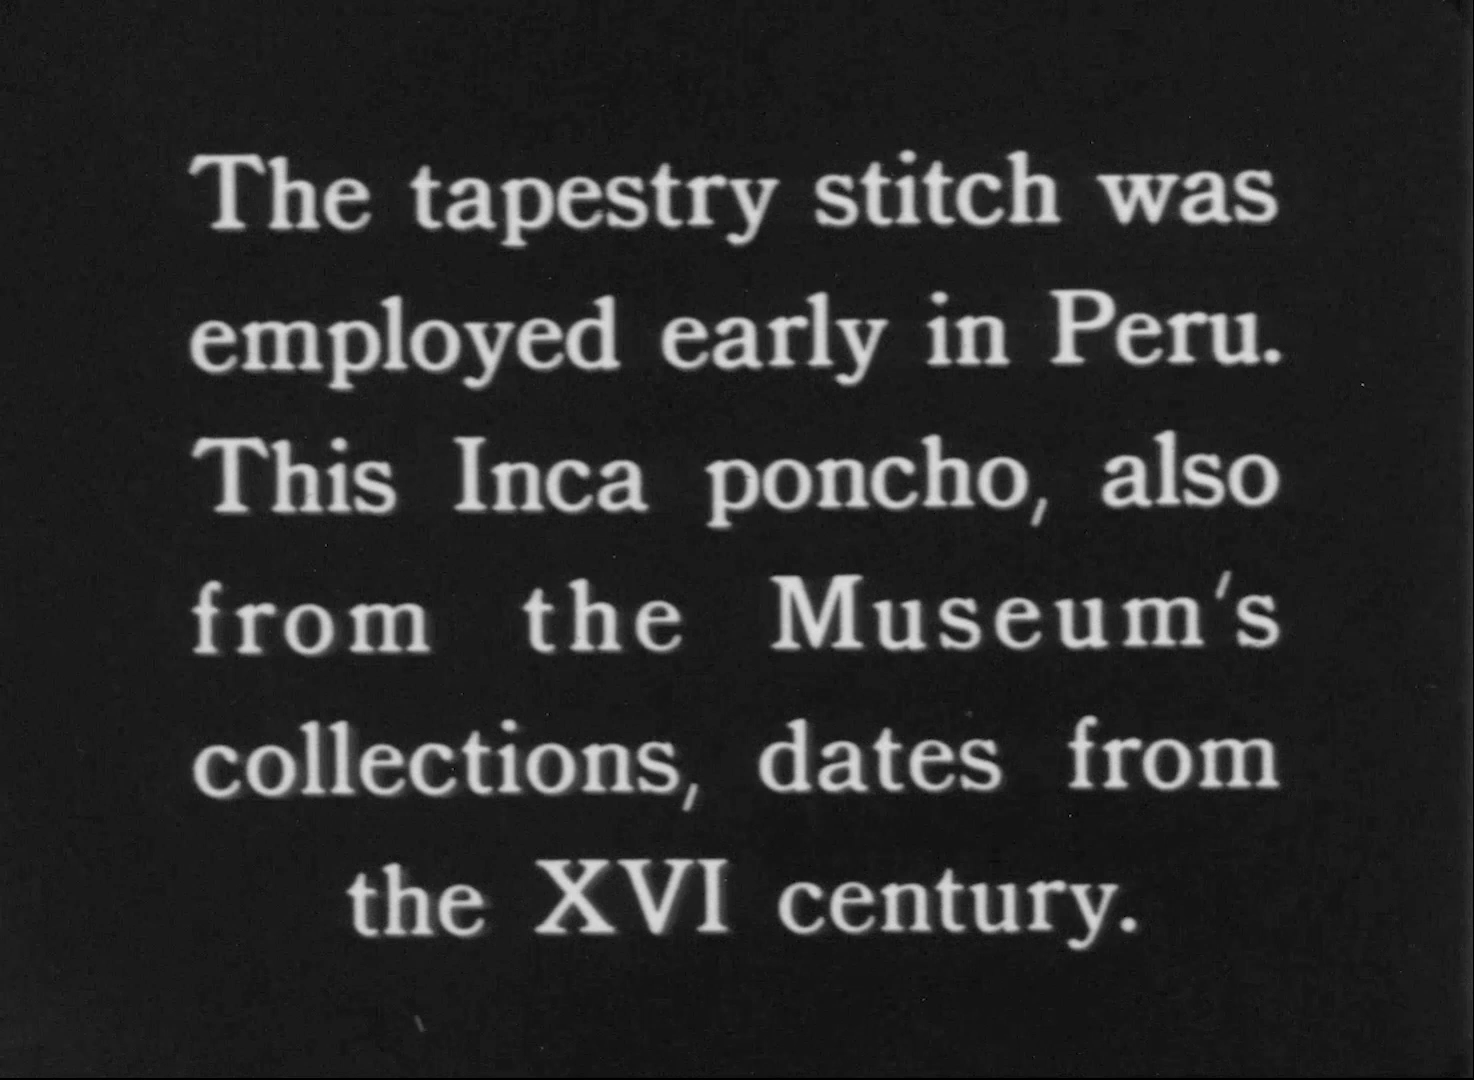 The tapestry stitch was
employed early in Peru.
This Inca poncho, also
from the Museum's
collections, dates from
the XVI century.